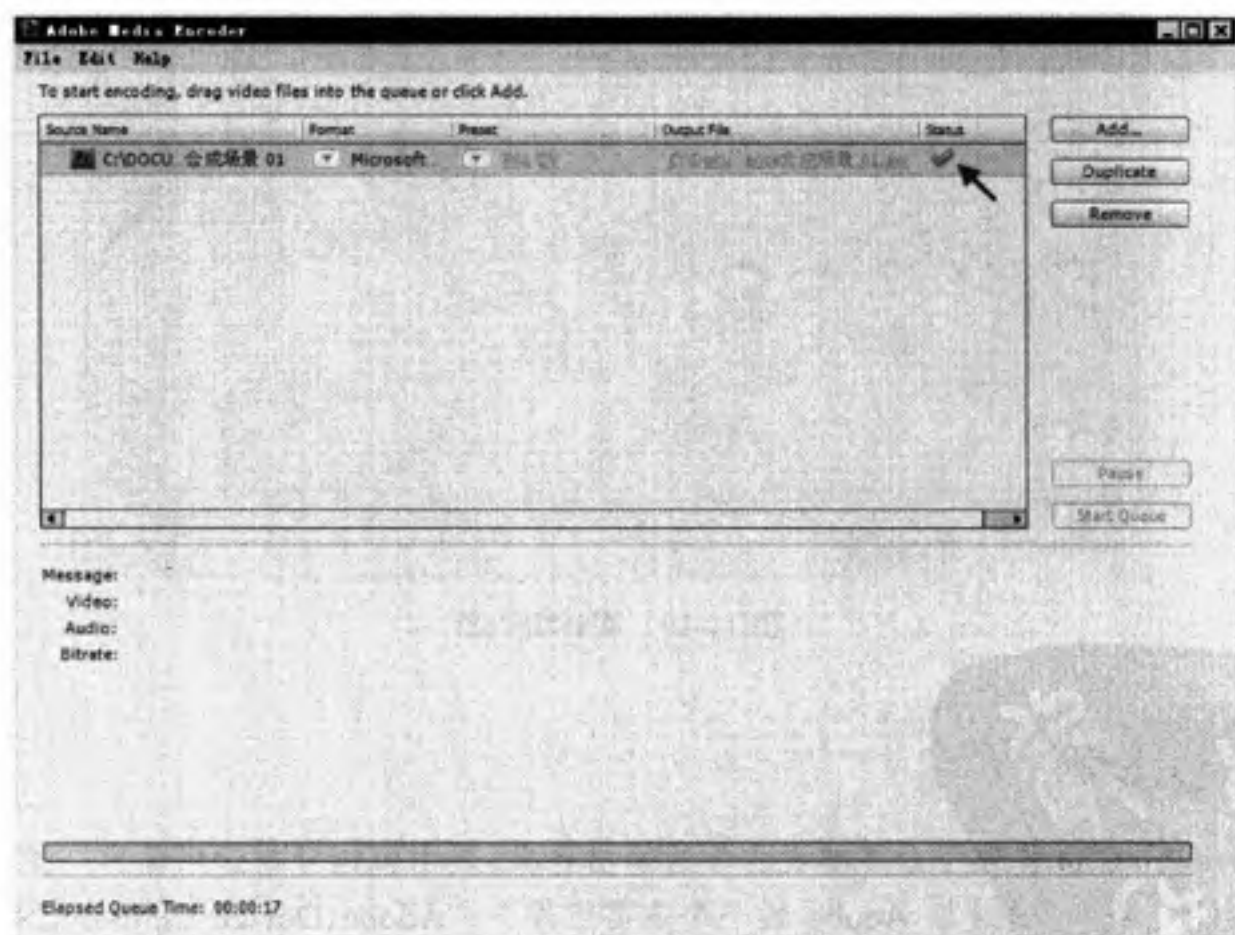 Adobe Media Encoder
File Edit Help
To start encoding, drag video files into the queue or click Add.
Source Name Format Preset Output File Status
C:\DOCU 合成场景 01 Microsoft
Add...
Duplicate
Remove
Pause
Start Queue
Message:
Video:
Audio:
Bitrate:
Elapsed Queue Time: 00:00:17